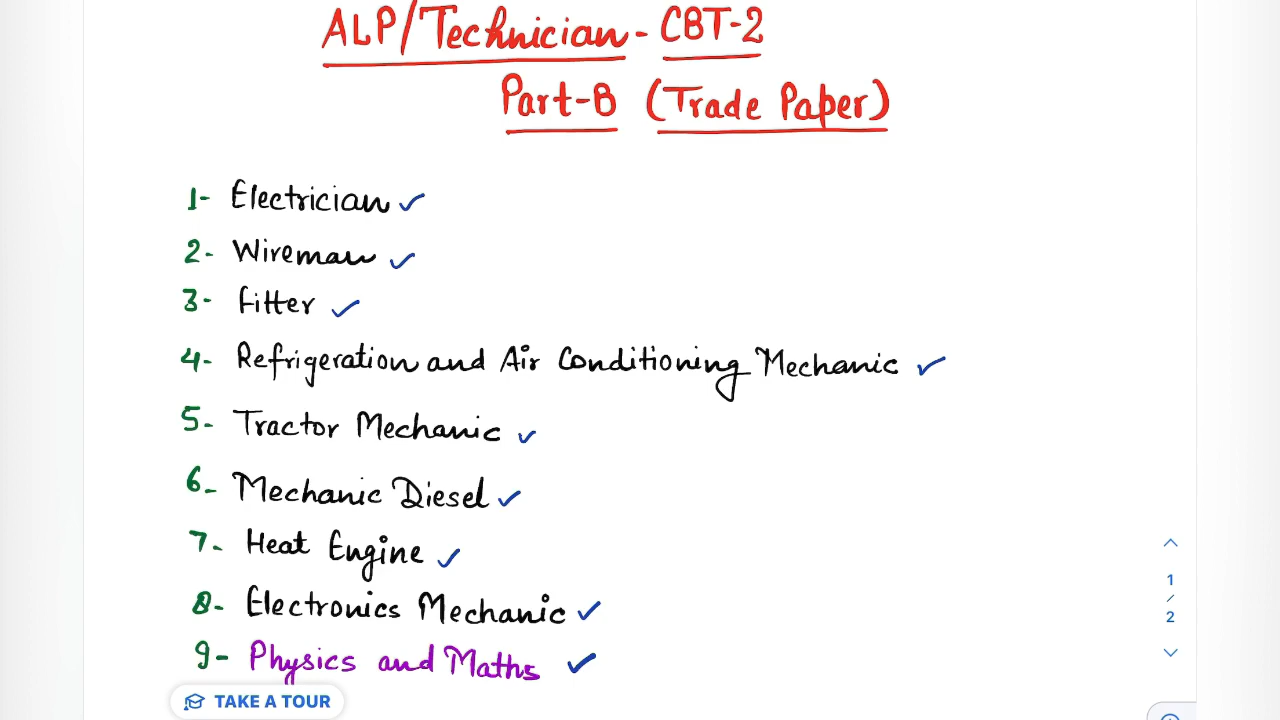 ALP/Technician - CBT-2
Part-B (Trade Paper)
1- Electrician ✓
2- Wireman ✓
3- Fitter ✓
4- Refrigeration and Air Conditioning Mechanic ✓
5- Tractor Mechanic ✓
6- Mechanic Diesel ✓
7- Heat Engine ✓
8- Electronics Mechanic ✓
9- Physics and Maths ✓
1
/
2
TAKE A TOUR